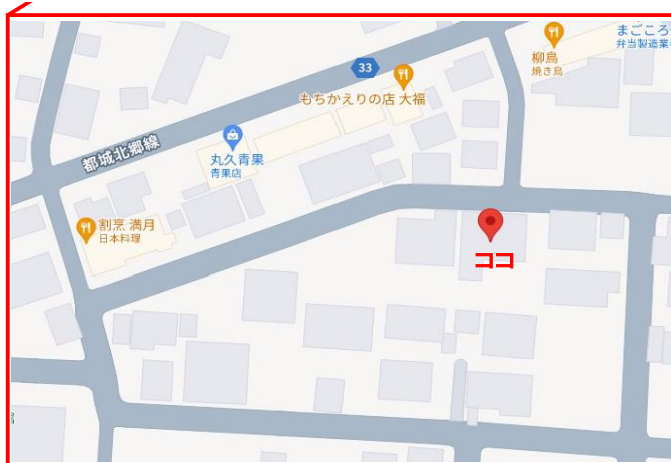 まごころ
弁当製造業
柳鳥
焼き鳥
33
もちかえりの店 大福
都城北郷線
丸久青果
青果店
割烹 満月
日本料理
ココ